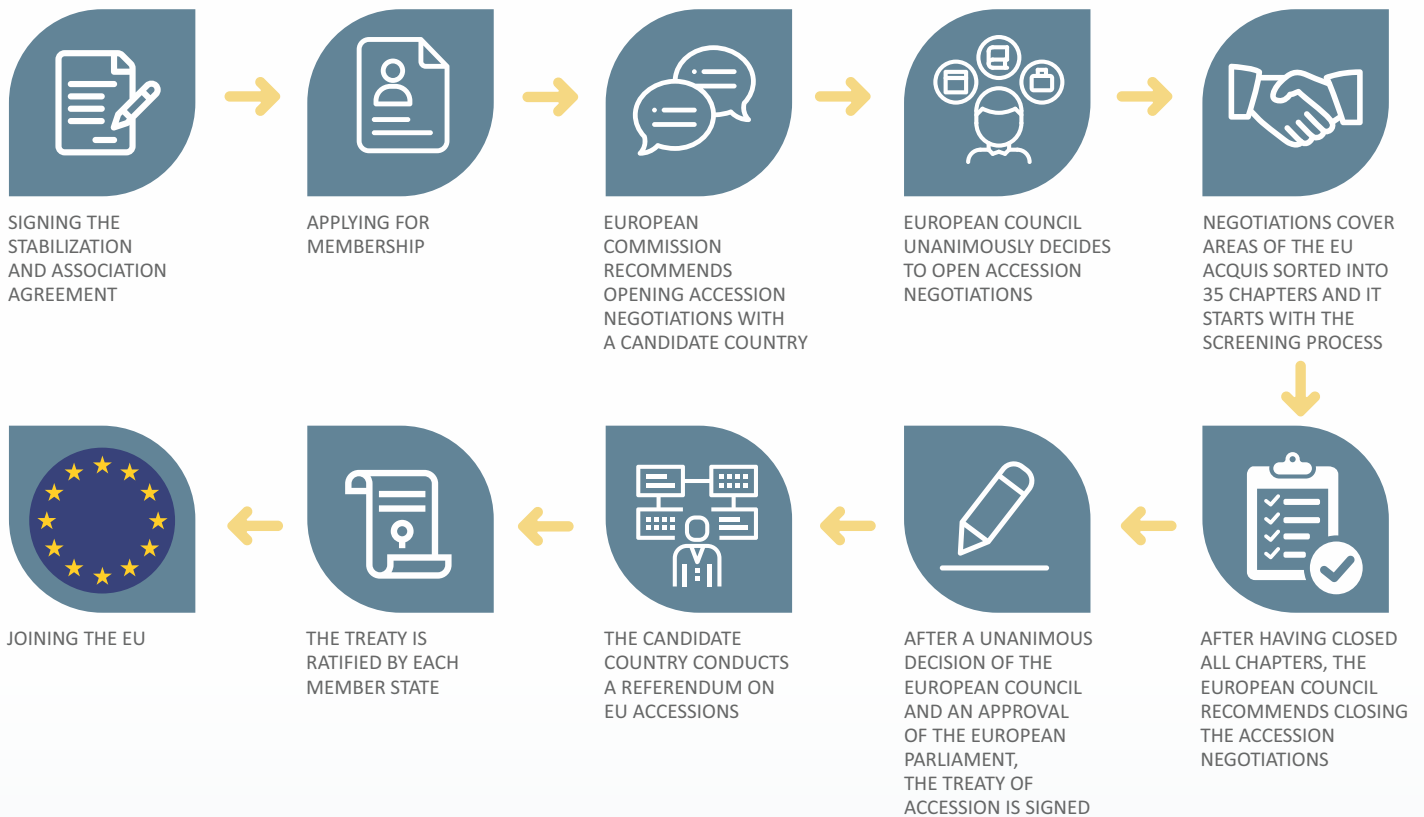 SIGNING THE
STABILIZATION
AND ASSOCIATION
AGREEMENT
APPLYING FOR
MEMBERSHIP
EUROPEAN
COMMISSION
RECOMMENDS
OPENING ACCESSION
NEGOTIATIONS WITH
A CANDIDATE COUNTRY
EUROPEAN COUNCIL
UNANIMOUSLY DECIDES
TO OPEN ACCESSION
NEGOTIATIONS
NEGOTIATIONS COVER
AREAS OF THE EU
ACQUIS SORTED INTO
35 CHAPTERS AND IT
STARTS WITH THE
SCREENING PROCESS
AFTER HAVING CLOSED
ALL CHAPTERS, THE
EUROPEAN COUNCIL
RECOMMENDS CLOSING
THE ACCESSION
NEGOTIATIONS
AFTER A UNANIMOUS
DECISION OF THE
EUROPEAN COUNCIL
AND AN APPROVAL
OF THE EUROPEAN
PARLIAMENT,
THE TREATY OF
ACCESSION IS SIGNED
THE CANDIDATE
COUNTRY CONDUCTS
A REFERENDUM ON
EU ACCESSIONS
THE TREATY IS
RATIFIED BY EACH
MEMBER STATE
JOINING THE EU